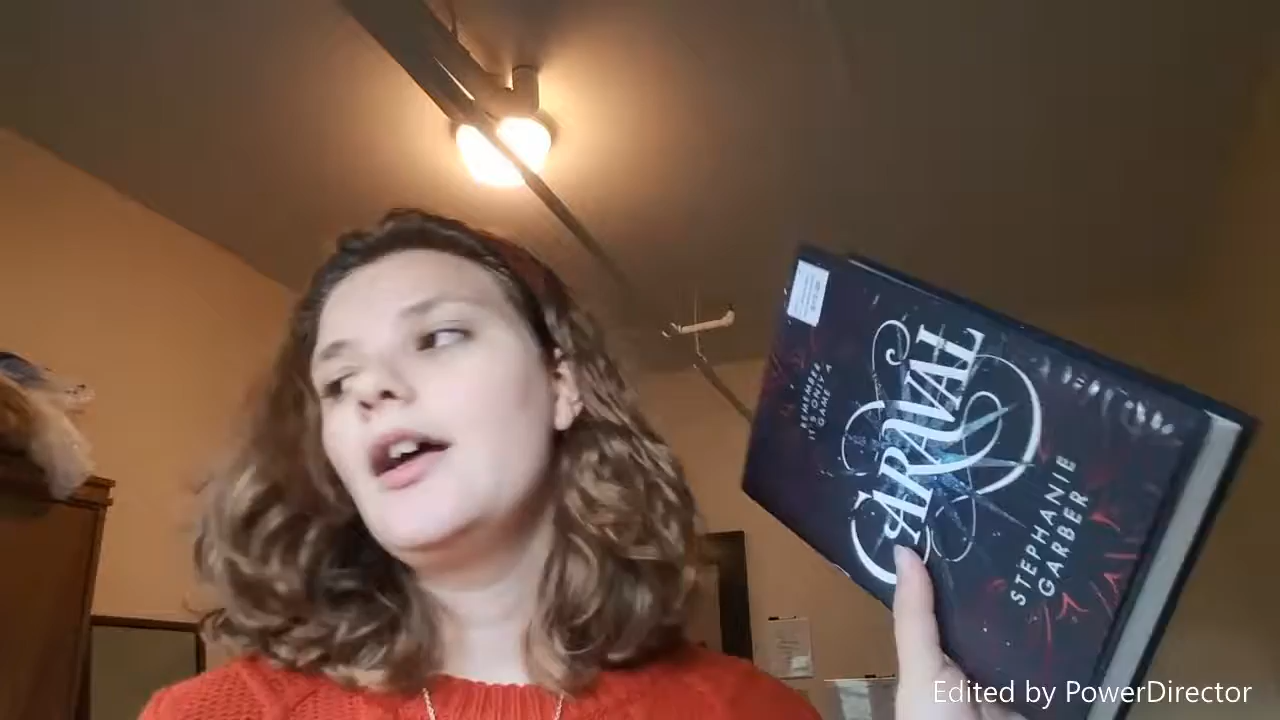 REMEMBER,
IT'S ONLY A
GAME
CARAVAL
STEPHANIE
GARBER
Edited by PowerDirector